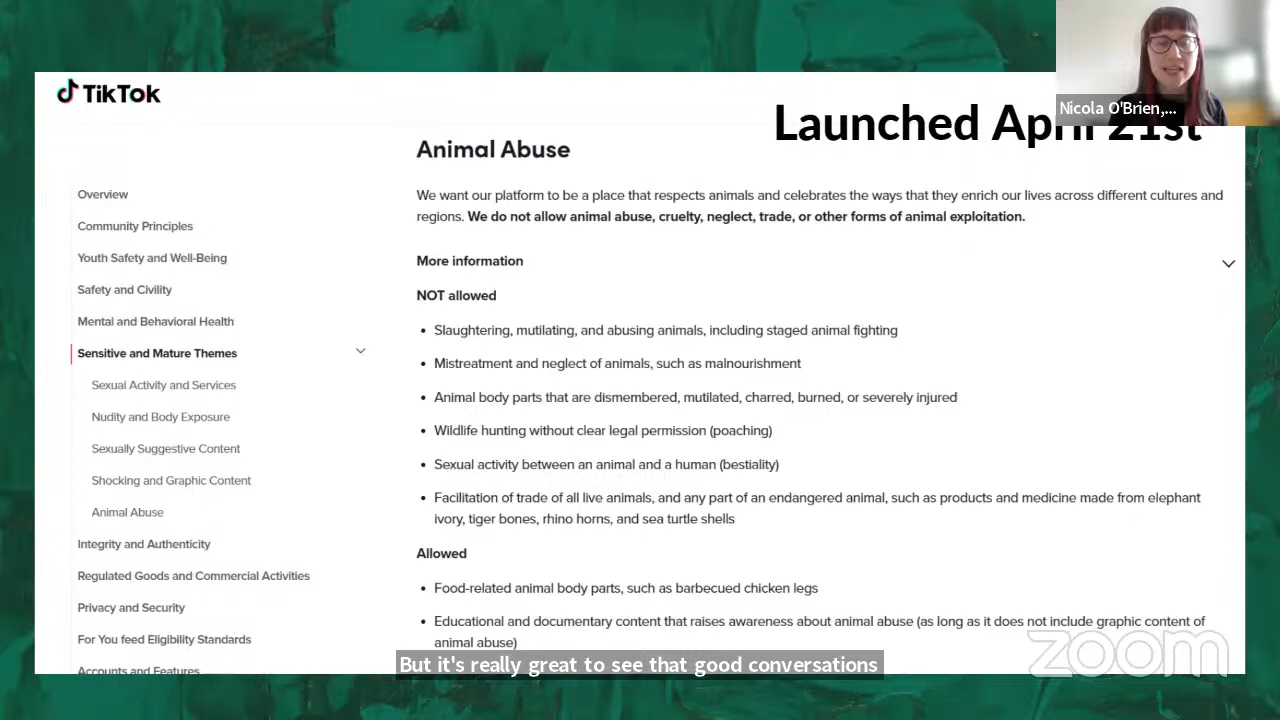 TikTok
Launched April 21st
Nicola O'Brien,...
Animal Abuse
Overview
Community Principles
Youth Safety and Well-Being
Safety and Civility
Mental and Behavioral Health
Sensitive and Mature Themes
Sexual Activity and Services
Nudity and Body Exposure
Sexually Suggestive Content
Shocking and Graphic Content
Animal Abuse
Integrity and Authenticity
Regulated Goods and Commercial Activities
Privacy and Security
For You feed Eligibility Standards
Accounts and Features
We want our platform to be a place that respects animals and celebrates the ways that they enrich our lives across different cultures and
regions. We do not allow animal abuse, cruelty, neglect, trade, or other forms of animal exploitation.
More information
NOT allowed
• Slaughtering, mutilating, and abusing animals, including staged animal fighting
• Mistreatment and neglect of animals, such as malnourishment
• Animal body parts that are dismembered, mutilated, charred, burned, or severely injured
• Wildlife hunting without clear legal permission (poaching)
• Sexual activity between an animal and a human (bestiality)
• Facilitation of trade of all live animals, and any part of an endangered animal, such as products and medicine made from elephant
ivory, tiger bones, rhino horns, and sea turtle shells
Allowed
• Food-related animal body parts, such as barbecued chicken legs
• Educational and documentary content that raises awareness about animal abuse (as long as it does not include graphic content of
animal abuse)
But it's really great to see that good conversations
zoom